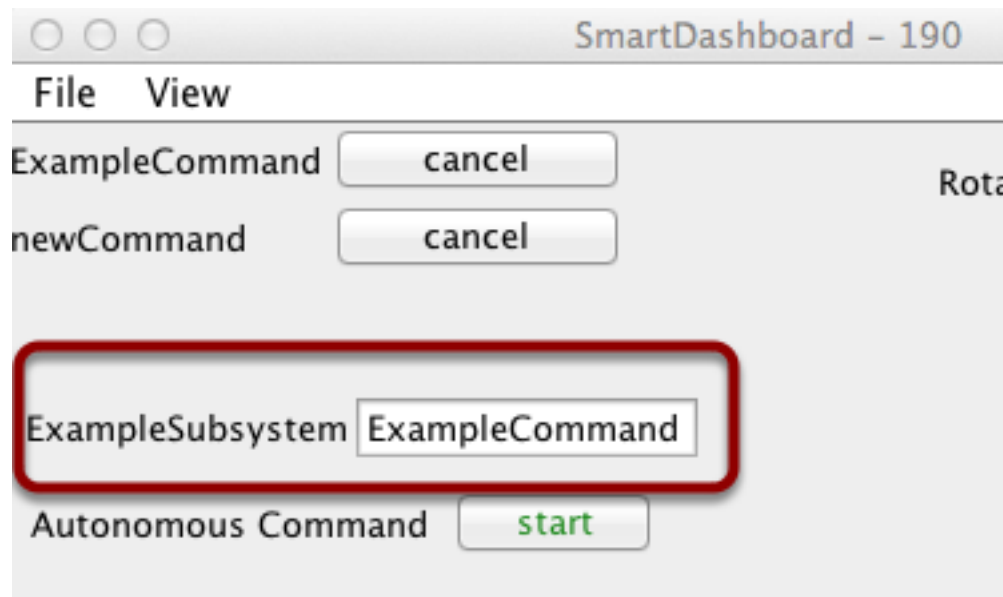 SmartDashboard – 190
File View
ExampleCommand cancel
Rota
newCommand cancel
ExampleSubsystem ExampleCommand
Autonomous Command start